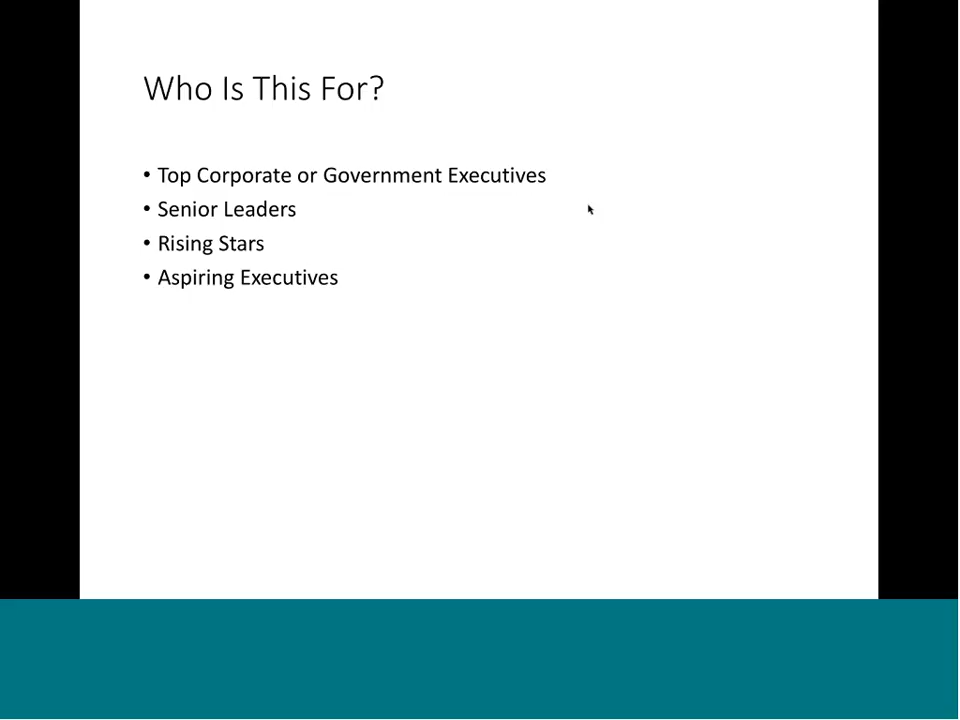 Who Is This For?
• Top Corporate or Government Executives
• Senior Leaders
• Rising Stars
• Aspiring Executives